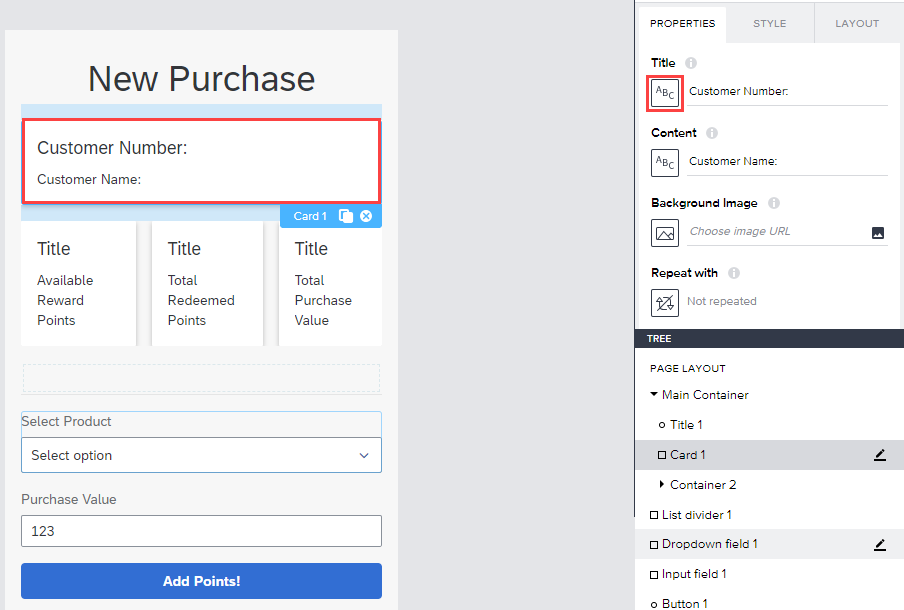 New Purchase
Customer Number:
Customer Name:
Card 1
Title
Available
Reward
Points
Title
Total
Redeemed
Points
Title
Total
Purchase
Value
Select Product
Select option
Purchase Value
123
Add Points!
PROPERTIES
STYLE
LAYOUT
Title
ABC
Customer Number:
Content
ABC
Customer Name:
Background Image
Choose image URL
Repeat with
Not repeated
TREE
PAGE LAYOUT
Main Container
Title 1
Card 1
Container 2
List divider 1
Dropdown field 1
Input field 1
Button 1